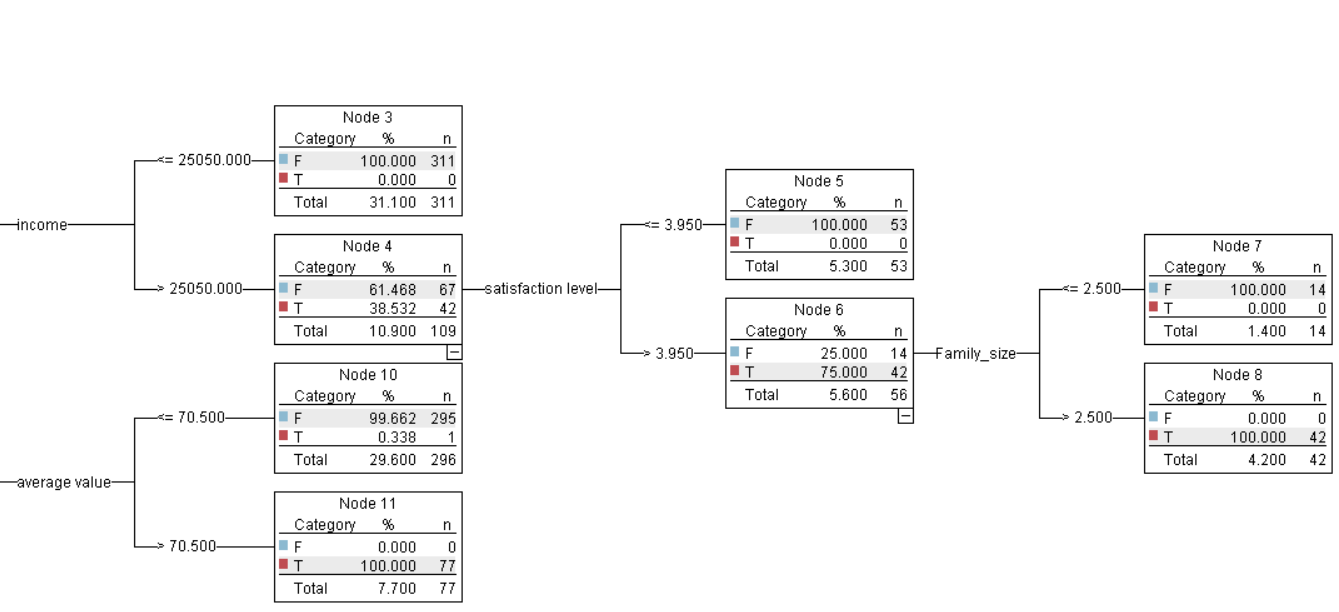 income
<= 25050.000
Node 3
Category % n
F 100.000 311
T 0.000 0
Total 31.100 311
> 25050.000
Node 4
Category % n
F 61.468 67
T 38.532 42
Total 10.900 109
satisfaction level
<= 3.950
Node 5
Category % n
F 100.000 53
T 0.000 0
Total 5.300 53
> 3.950
Node 6
Category % n
F 25.000 14
T 75.000 42
Total 5.600 56
Family_size
<= 2.500
Node 7
Category % n
F 100.000 14
T 0.000 0
Total 1.400 14
> 2.500
Node 8
Category % n
F 0.000 0
T 100.000 42
Total 4.200 42
average value
<= 70.500
Node 10
Category % n
F 99.662 295
T 0.338 1
Total 29.600 296
> 70.500
Node 11
Category % n
F 0.000 0
T 100.000 77
Total 7.700 77